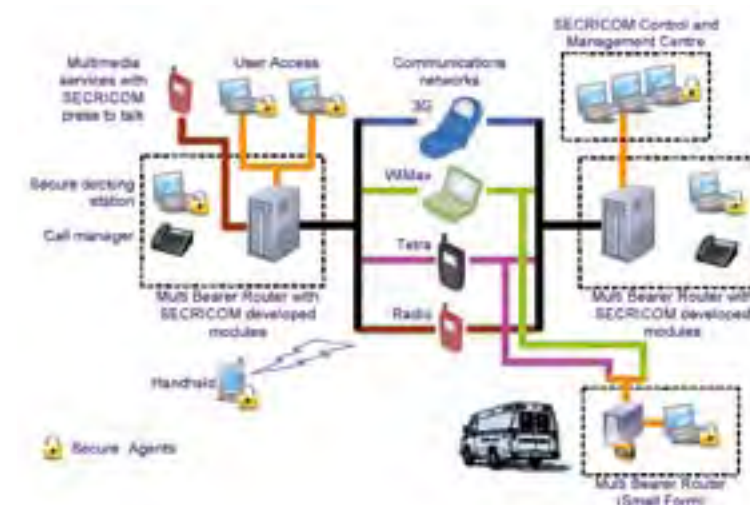 SECRICOM Control and
Management Centre
Multimedia
services with
SECRICOM
press to talk
User Access
Communications
networks
3G
WiMax
Secure docking
station
Call manager
Tetra
Multi Bearer Router with
SECRICOM developed
modules
Radio
Multi Bearer Router with
SECRICOM developed
modules
Handheld
Secure Agents
Multi Bearer Router
(Small Form)